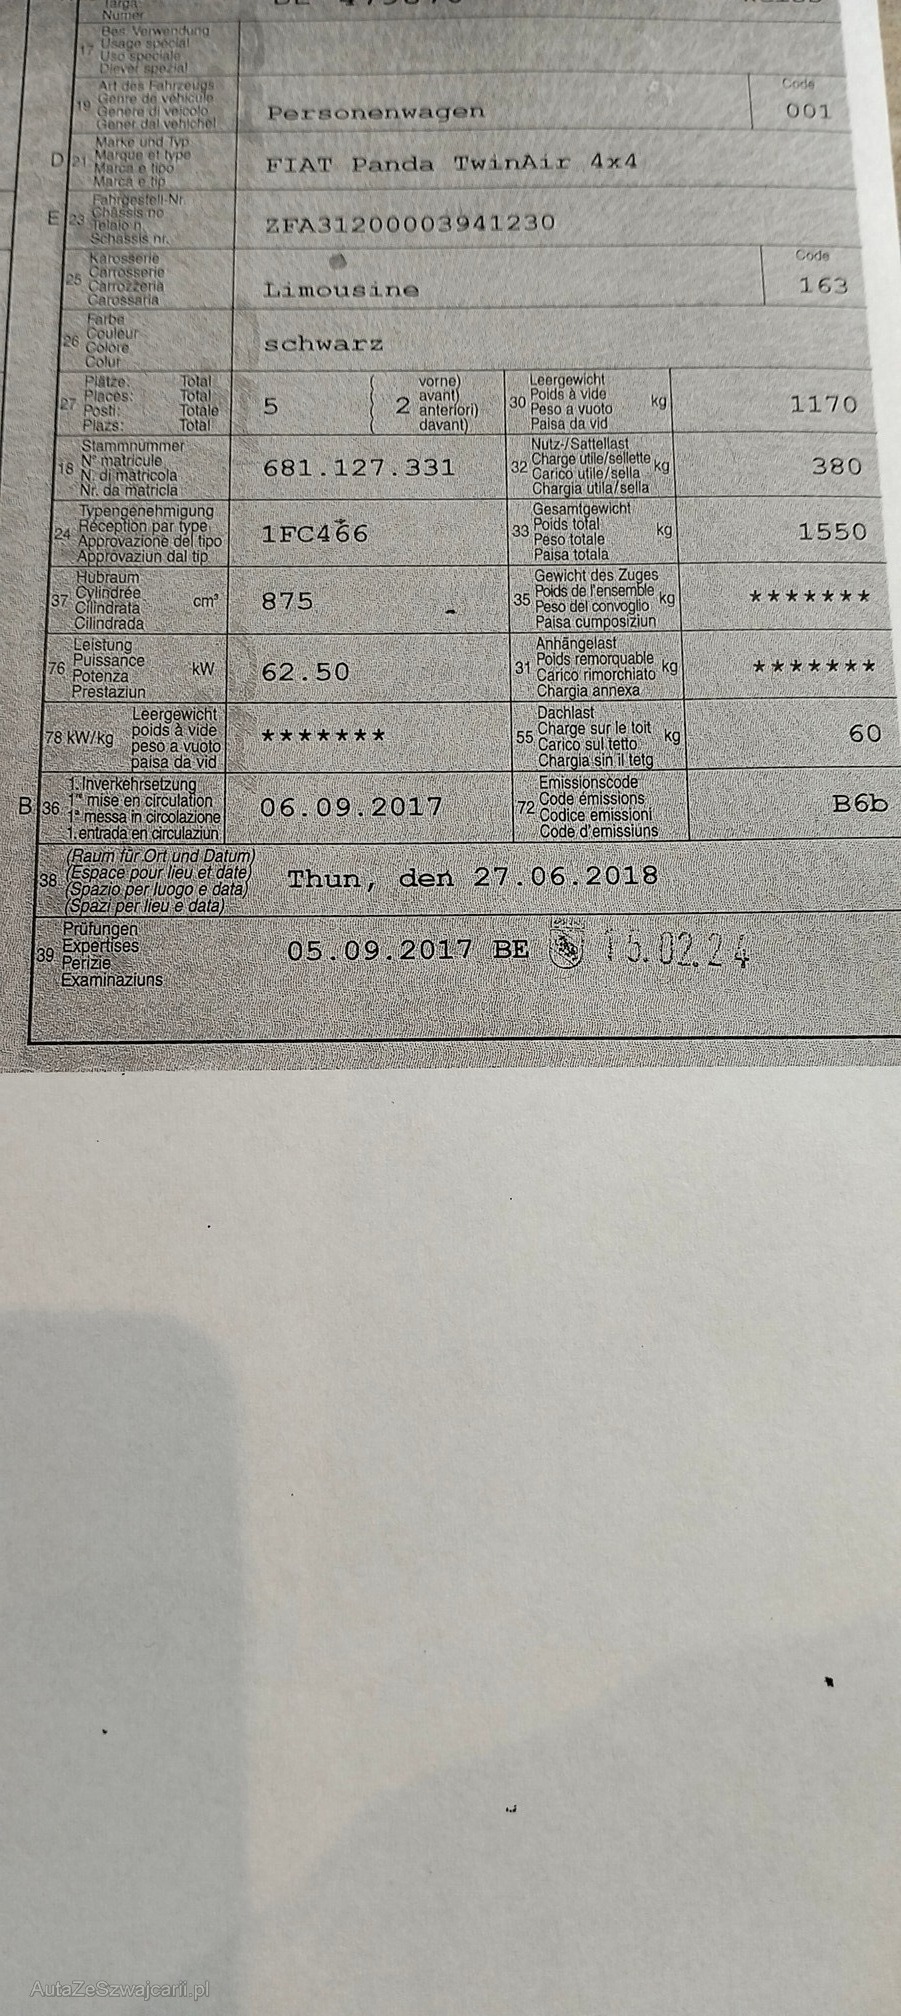 Targa
Numer
17 Bes. Verwendung
Usage spécial
Uso speciale
Diever spezial
19 Art des Fahrzeugs
Genre de véhicule
Genere di veicolo
Gener dal vehichel
Personenwagen
Code
001
D 21 Marke und Typ
Marque et type
Marca e tipo
Marca e tip
FIAT Panda TwinAir 4x4
E 23 Fahrgestell-Nr.
Châssis no
Telaio n.
Schassis nr.
ZFA31200003941230
25 Karosserie
Carrosserie
Carrozzeria
Carossaria
Limousine
Code
163
26 Farbe
Couleur
Colore
Colur
schwarz
27 Plätze: Total
Places: Total
Posti: Totale
Plazs: Total
5 ( 2 vorne)
avant)
anteriori)
davant)
30 Leergewicht
Poids à vide
Peso a vuoto
Paisa da vid
kg
1170
18 Stammnummer
N° matricule
N. di matricola
Nr. da matricla
681.127.331
32 Nutz-/Sattellast
Charge utile/sellette
Carico utile/sella
Chargia utila/sella
kg
380
24 Typengenehmigung
Réception par type
Approvazione del tipo
Approvaziun dal tip
1FC466
33 Gesamtgewicht
Poids total
Peso totale
Paisa totala
kg
1550
37 Hubraum
Cylindrée
Cilindrata
Cilindrada
cm³
875
35 Gewicht des Zuges
Poids de l'ensemble
Peso del convoglio
Paisa cumposiziun
kg
*******
76 Leistung
Puissance
Potenza
Prestaziun
kW
62.50
31 Anhängelast
Poids remorquable
Carico rimorchiato
Chargia annexa
kg
*******
78 kW/kg Leergewicht
poids à vide
peso a vuoto
paisa da vid
*******
55 Dachlast
Charge sur le toit
Carico sul tetto
Chargia sin il tetg
kg
60
B 36 1. Inverkehrsetzung
1re mise en circulation
1a messa in circolazione
1. entrada en circulaziun
06.09.2017
72 Emissionscode
Code émissions
Codice emissioni
Code d'emissiuns
B6b
38 (Raum für Ort und Datum)
(Espace pour lieu et date)
(Spazio per luogo e data)
(Spazi per lieu e data)
Thun, den 27.06.2018
39 Prüfungen
Expertises
Perizie
Examinaziuns
05.09.2017 BE 15.02.24
AutaZeSzwajcarii.pl